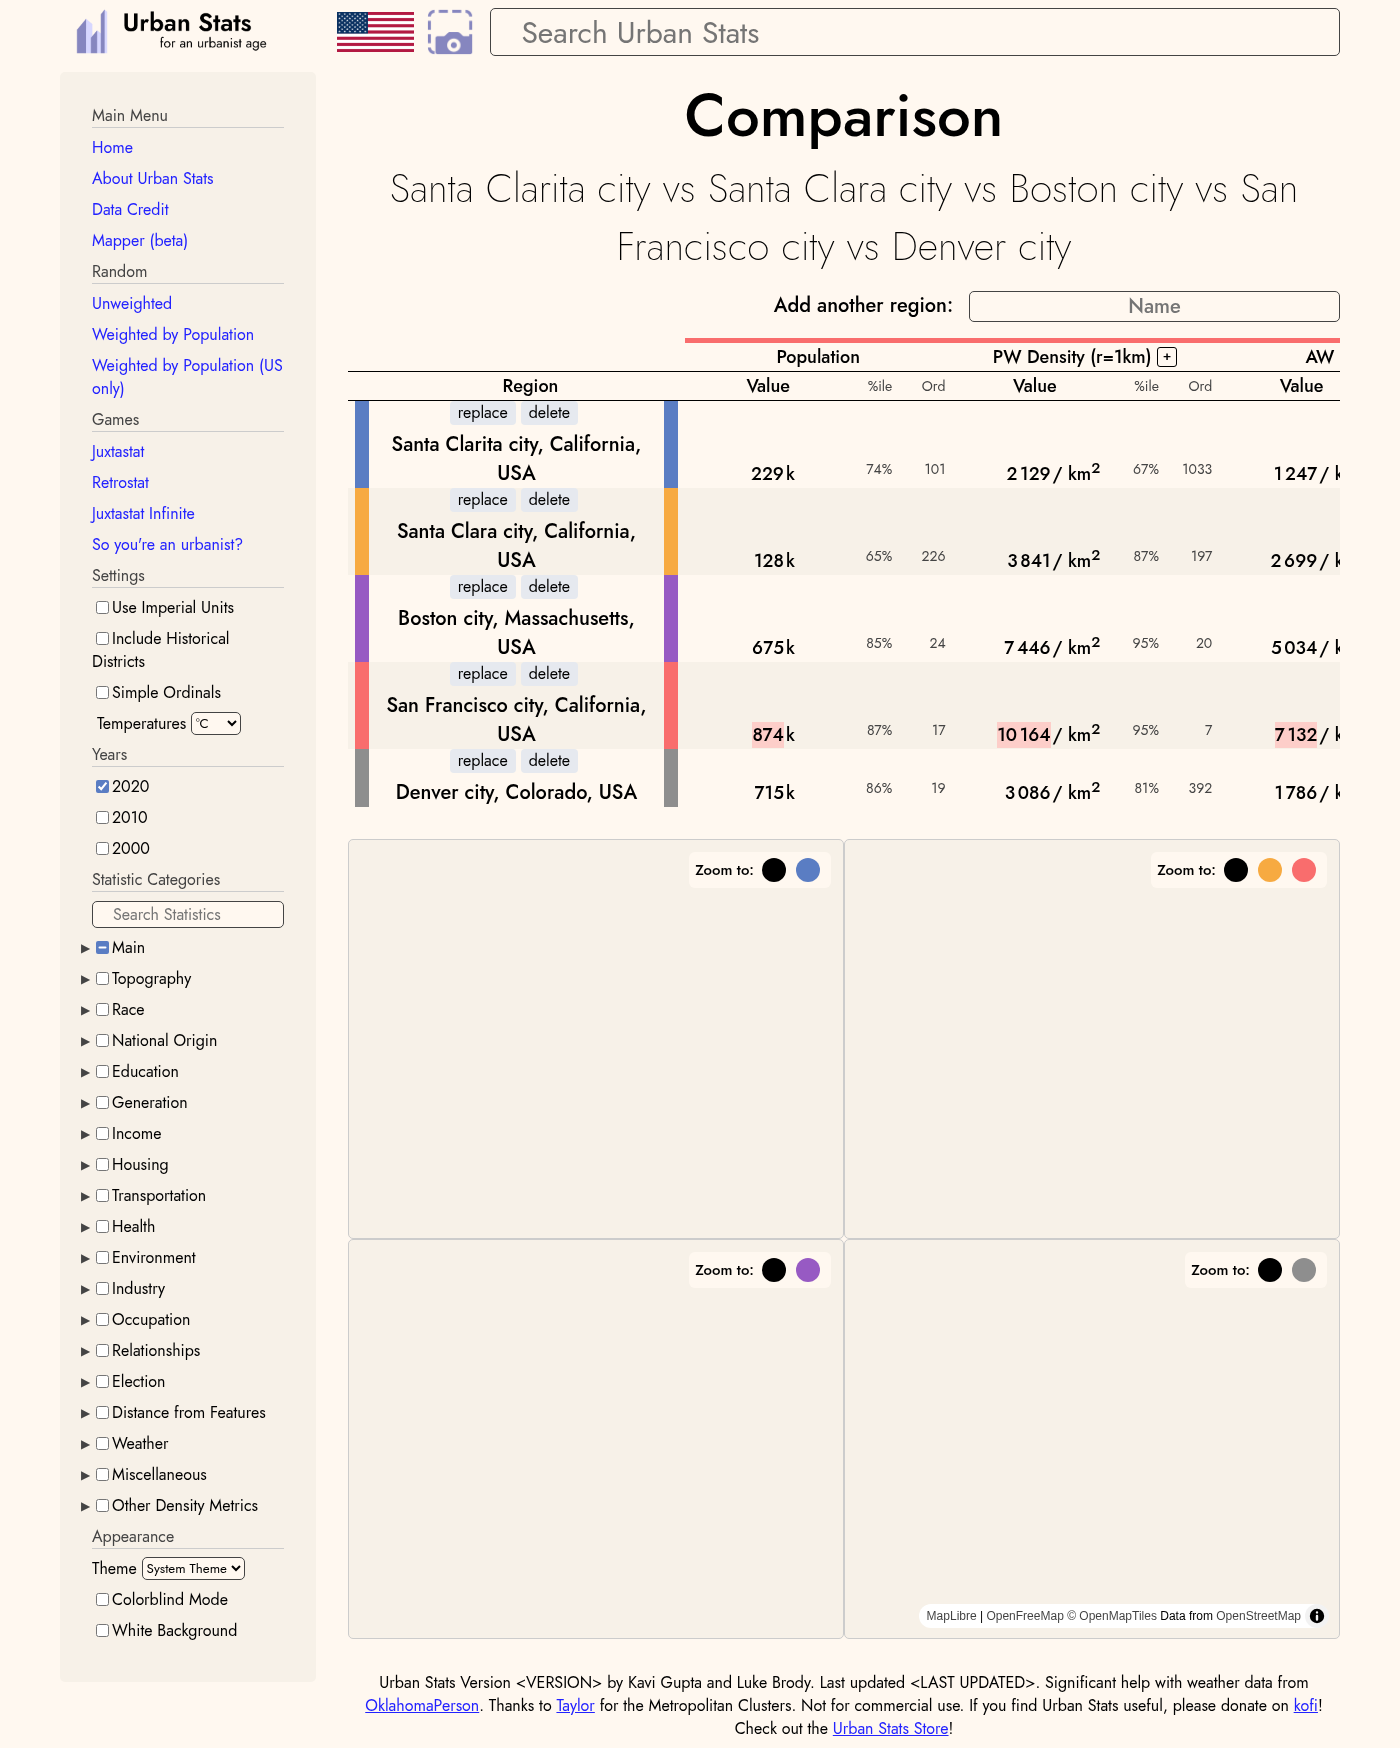 Urban Stats
for an urbanist age
Search Urban Stats
Main Menu
Home
About Urban Stats
Data Credit
Mapper (beta)
Random
Unweighted
Weighted by Population
Weighted by Population (US
only)
Games
Juxtastat
Retrostat
Juxtastat Infinite
So you're an urbanist?
Settings
Use Imperial Units
Include Historical
Districts
Simple Ordinals
Temperatures °C
Years
2020
2010
2000
Statistic Categories
Search Statistics
Main
Topography
Race
National Origin
Education
Generation
Income
Housing
Transportation
Health
Environment
Industry
Occupation
Relationships
Election
Distance from Features
Weather
Miscellaneous
Other Density Metrics
Appearance
Theme System Theme
Colorblind Mode
White Background
Comparison
Santa Clarita city vs Santa Clara city vs Boston city vs San
Francisco city vs Denver city
Add another region: Name
Population PW Density (r=1km) + AW
Region Value %ile Ord Value %ile Ord Value
replace delete
Santa Clarita city, California,
USA 229k 74% 101 2 129 / km² 67% 1033 1 247 / k
replace delete
Santa Clara city, California,
USA 128k 65% 226 3 841 / km² 87% 197 2 699 / k
replace delete
Boston city, Massachusetts,
USA 675k 85% 24 7 446 / km² 95% 20 5 034 / k
replace delete
San Francisco city, California,
USA 874k 87% 17 10 164 / km² 95% 7 7 132 / k
replace delete
Denver city, Colorado, USA 715k 86% 19 3 086 / km² 81% 392 1 786 / k
Zoom to:
Zoom to:
Zoom to:
Zoom to:
MapLibre | OpenFreeMap © OpenMapTiles Data from OpenStreetMap
Urban Stats Version <VERSION> by Kavi Gupta and Luke Brody. Last updated <LAST UPDATED>. Significant help with weather data from
OklahomaPerson. Thanks to Taylor for the Metropolitan Clusters. Not for commercial use. If you find Urban Stats useful, please donate on kofi!
Check out the Urban Stats Store!